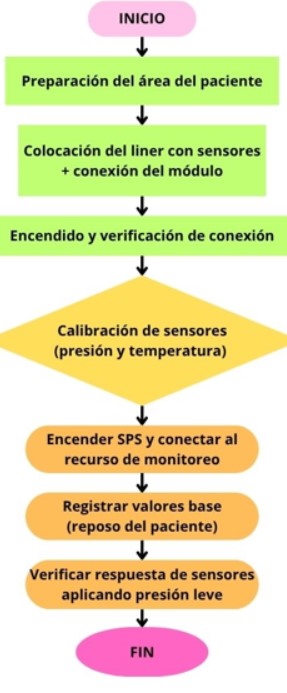 INICIO
Preparación del área del paciente
Colocación del liner con sensores
+ conexión del módulo
Encendido y verificación de conexión
Calibración de sensores
(presión y temperatura)
Encender SPS y conectar al
recurso de monitoreo
Registrar valores base
(reposo del paciente)
Verificar respuesta de sensores
aplicando presión leve
FIN